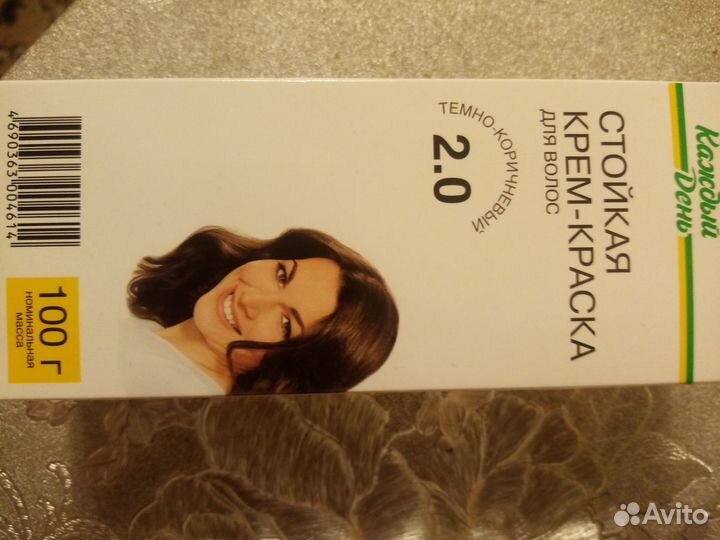 Каждый
День
СТОЙКАЯ
КРЕМ-КРАСКА
ДЛЯ ВОЛОС
ТЕМНО-КОРИЧНЕВЫЙ
2.0
100 г
номинальная
масса
4690363004614
Avito